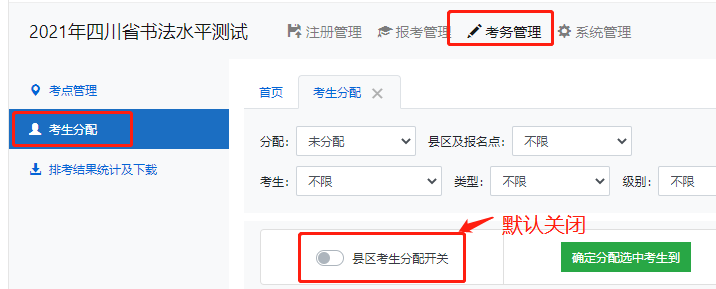 2021年四川省书法水平测试 注册管理 报考管理 考务管理 系统管理
考点管理
考生分配
排考结果统计及下载
首页 考生分配
分配: 未分配 县区及报名点: 不限
考生: 不限 类型: 不限 级别: 不限
默认关闭
县区考生分配开关 确定分配选中考生到